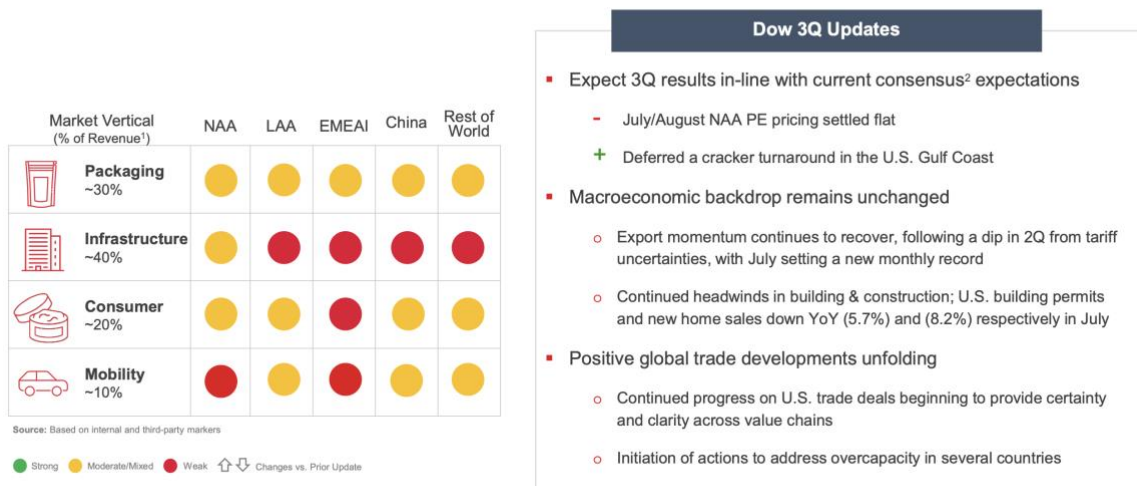 Market Vertical
(% of Revenue¹)
NAA
LAA
EMEAI
China
Rest of
World
Packaging
~30%
Infrastructure
~40%
Consumer
~20%
Mobility
~10%
Source: Based on internal and third-party markers
Strong
Moderate/Mixed
Weak
Changes vs. Prior Update
Dow 3Q Updates
Expect 3Q results in-line with current consensus² expectations
- July/August NAA PE pricing settled flat
+ Deferred a cracker turnaround in the U.S. Gulf Coast
Macroeconomic backdrop remains unchanged
Export momentum continues to recover, following a dip in 2Q from tariff
uncertainties, with July setting a new monthly record
Continued headwinds in building & construction; U.S. building permits
and new home sales down YoY (5.7%) and (8.2%) respectively in July
Positive global trade developments unfolding
Continued progress on U.S. trade deals beginning to provide certainty
and clarity across value chains
Initiation of actions to address overcapacity in several countries